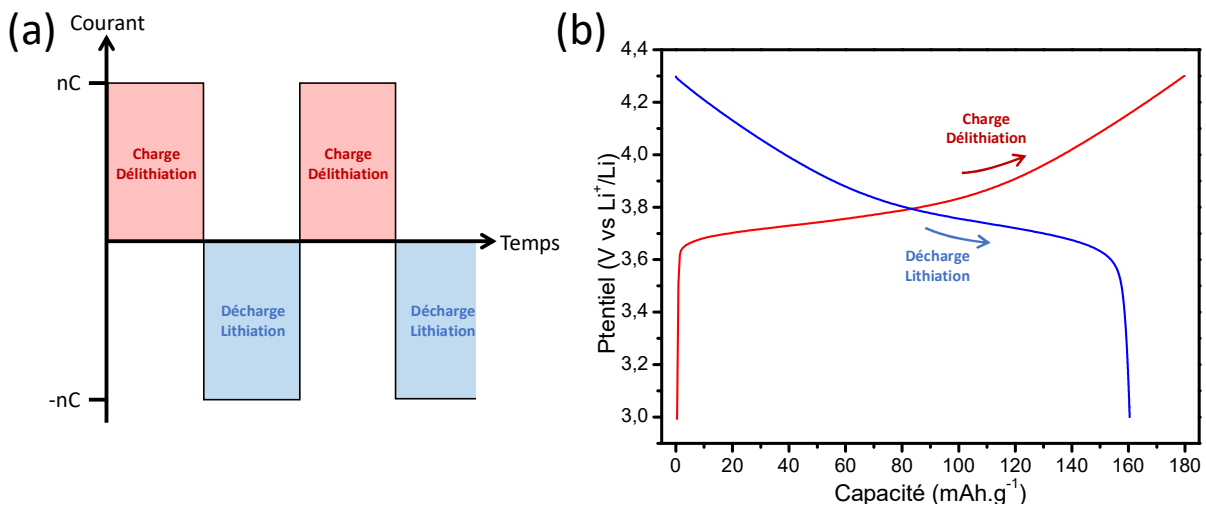 (a)
Courant
nC
-nC
Charge
Délithiation
Charge
Délithiation
Temps
Décharge
Lithiation
Décharge
Lithiation
(b)
Ptentiel (V vs Li⁺/Li)
4,4
4,2
4,0
3,8
3,6
3,4
3,2
3,0
Charge
Délithiation
Décharge
Lithiation
0 20 40 60 80 100 120 140 160 180
Capacité (mAh.g⁻¹)